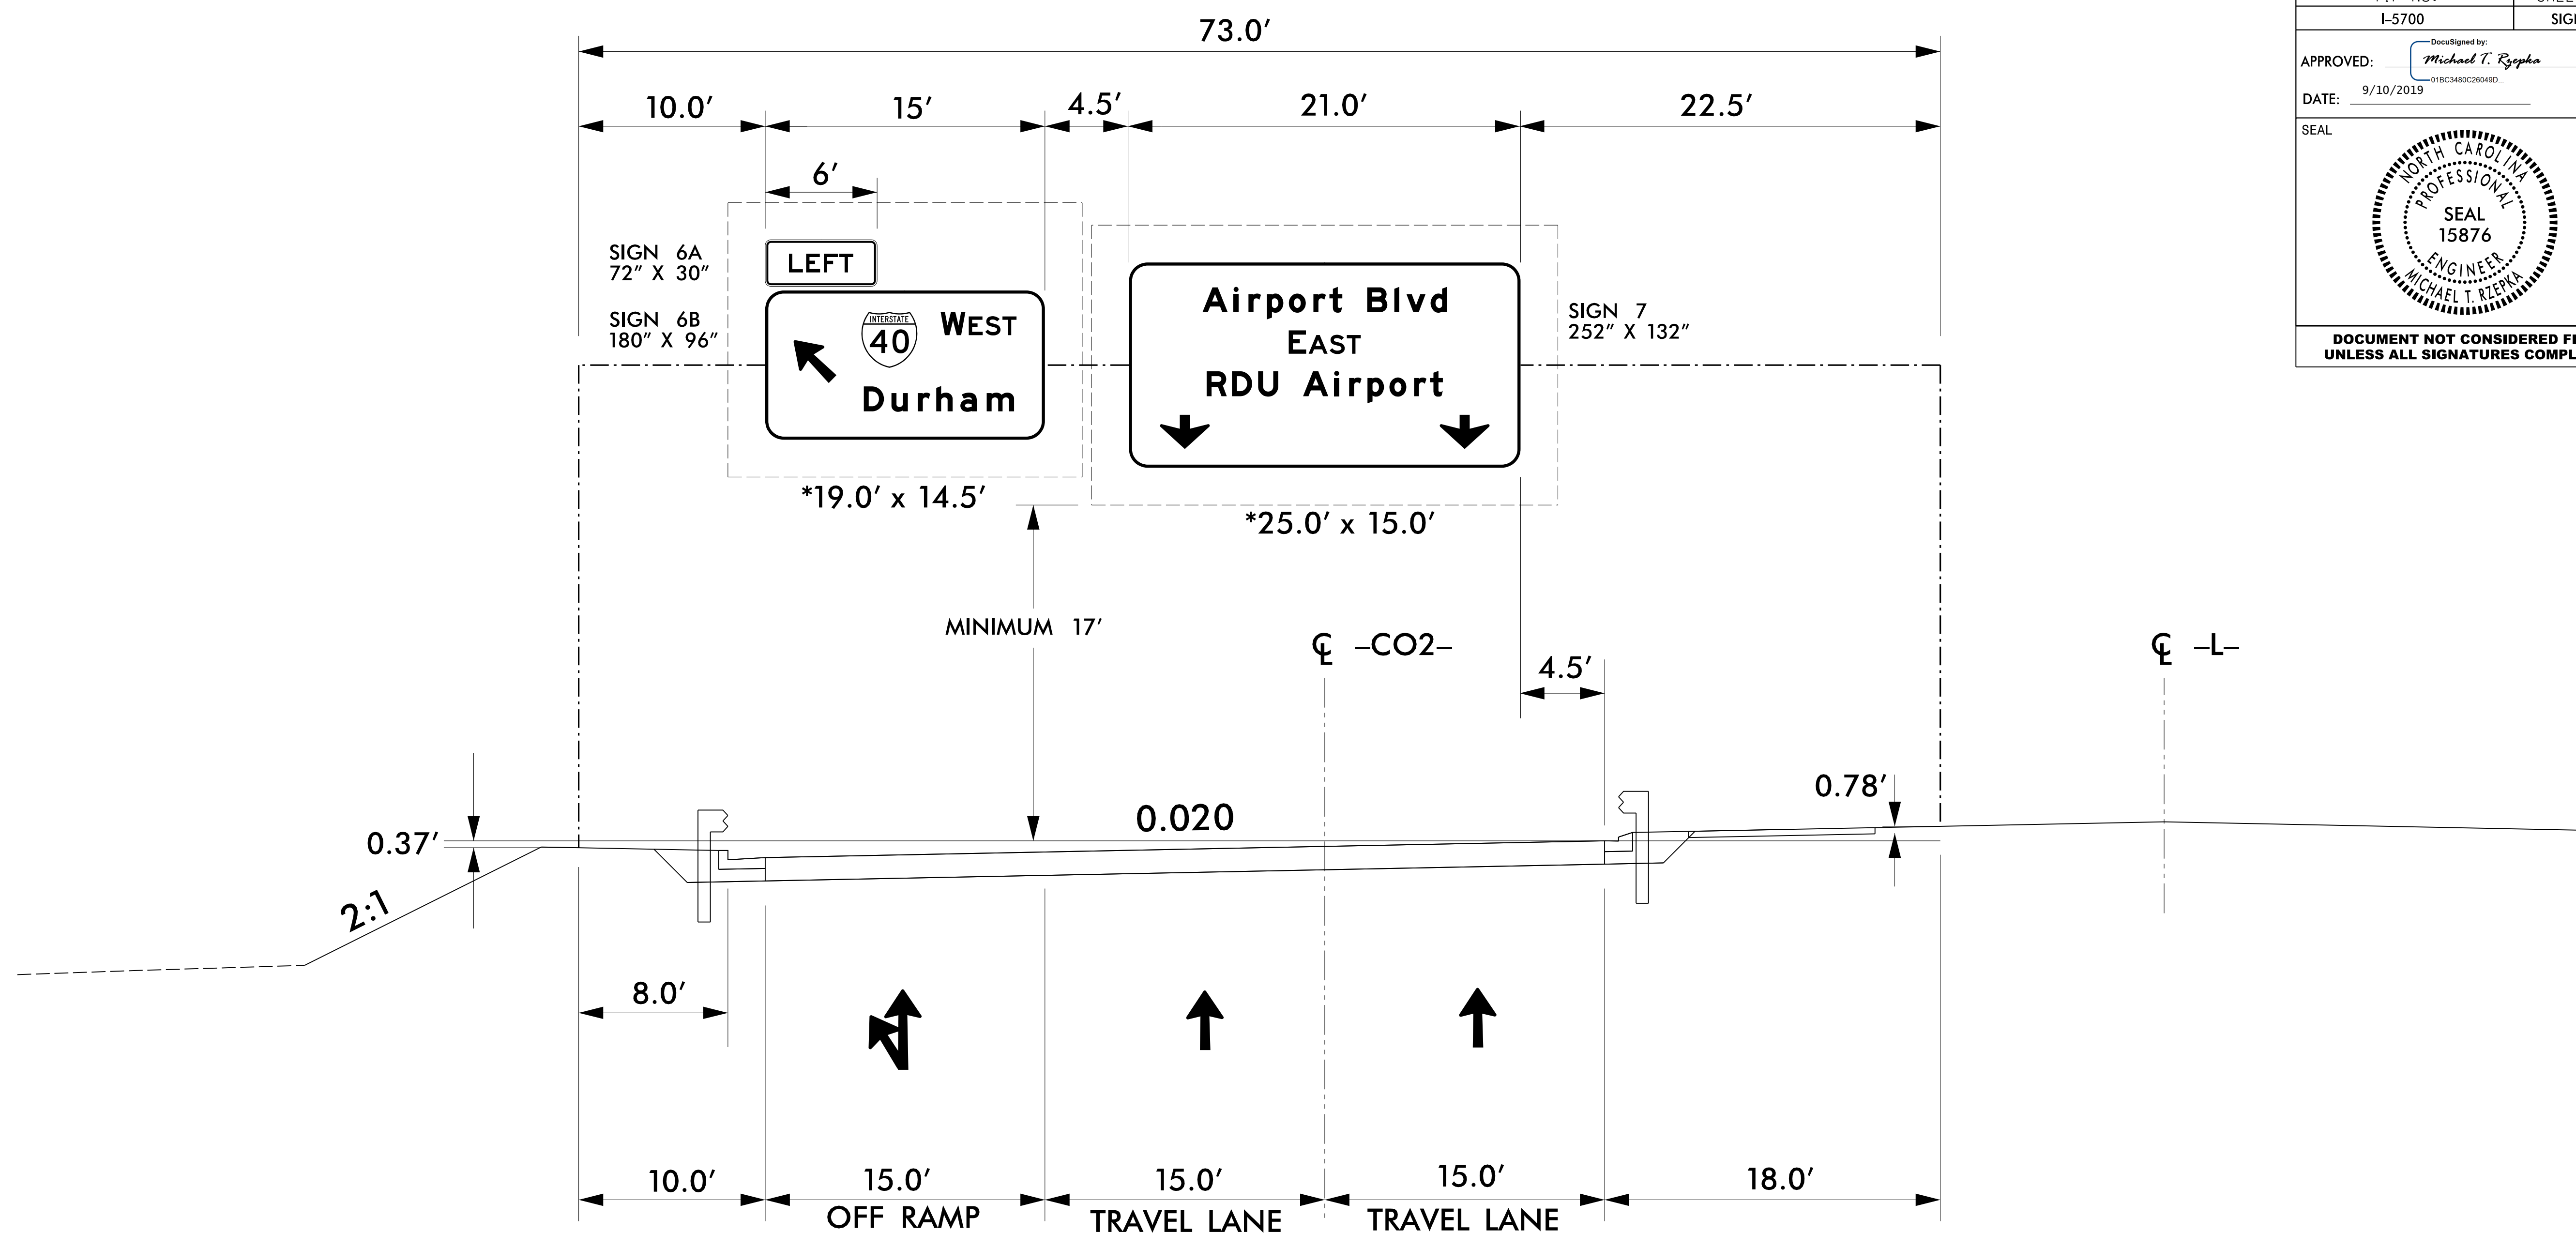 I–5700
APPROVED:
DocuSigned by:
Michael T. Rzepka
01BC3480C26049D...
DATE: 9/10/2019
SEAL
NORTH CAROLINA
PROFESSIONAL
SEAL
15876
ENGINEER
MICHAEL T. RZEPKA
DOCUMENT NOT CONSIDERED
UNLESS ALL SIGNATURES
73.0'
10.0' 15' 4.5' 21.0' 22.5'
6'
SIGN 6A
72" X 30"
LEFT
SIGN 6B
180" X 96"
INTERSTATE
40
WEST
Durham
Airport Blvd
EAST
RDU Airport
SIGN 7
252" X 132"
*19.0' x 14.5'
*25.0' x 15.0'
MINIMUM 17'
℄ –CO2–
℄ –L–
4.5'
0.78'
0.020
0.37'
2:1
8.0'
10.0' 15.0' 15.0' 15.0' 18.0'
OFF RAMP TRAVEL LANE TRAVEL LANE